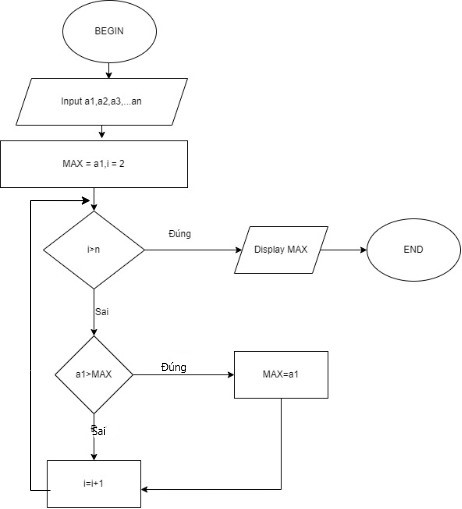 BEGIN
Input a1,a2,a3,...an
MAX = a1,i = 2
i>n
Đúng
Display MAX
END
Sai
a1>MAX
Đúng
MAX=a1
Sai
i=i+1